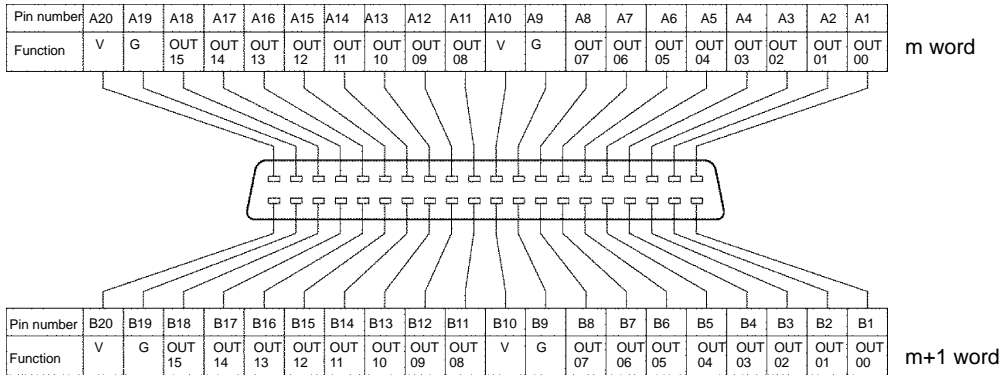 Pin number A20 A19 A18 A17 A16 A15 A14 A13 A12 A11 A10 A9 A8 A7 A6 A5 A4 A3 A2 A1
Function V G OUT 15 OUT 14 OUT 13 OUT 12 OUT 11 OUT 10 OUT 09 OUT 08 V G OUT 07 OUT 06 OUT 05 OUT 04 OUT 03 OUT 02 OUT 01 OUT 00
m word
Pin number B20 B19 B18 B17 B16 B15 B14 B13 B12 B11 B10 B9 B8 B7 B6 B5 B4 B3 B2 B1
Function V G OUT 15 OUT 14 OUT 13 OUT 12 OUT 11 OUT 10 OUT 09 OUT 08 V G OUT 07 OUT 06 OUT 05 OUT 04 OUT 03 OUT 02 OUT 01 OUT 00
m+1 word